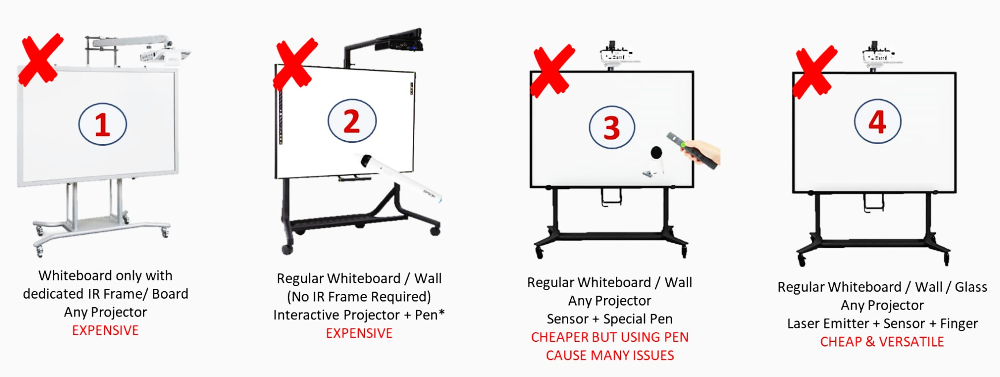 1
Whiteboard only with
dedicated IR Frame/ Board
Any Projector
EXPENSIVE
2
EPSON
Regular Whiteboard / Wall
(No IR Frame Required)
Interactive Projector + Pen*
EXPENSIVE
3
Regular Whiteboard / Wall
Any Projector
Sensor + Special Pen
CHEAPER BUT USING PEN
CAUSE MANY ISSUES
4
Regular Whiteboard / Wall / Glass
Any Projector
Laser Emitter + Sensor + Finger
CHEAP & VERSATILE